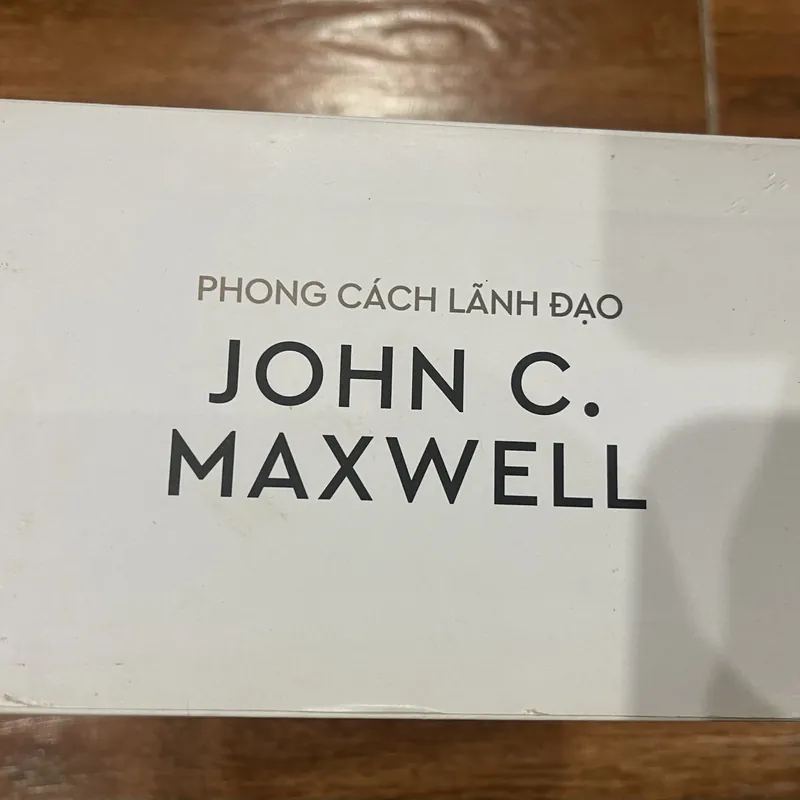 PHONG CÁCH LÃNH ĐẠO
JOHN C.
MAXWELL